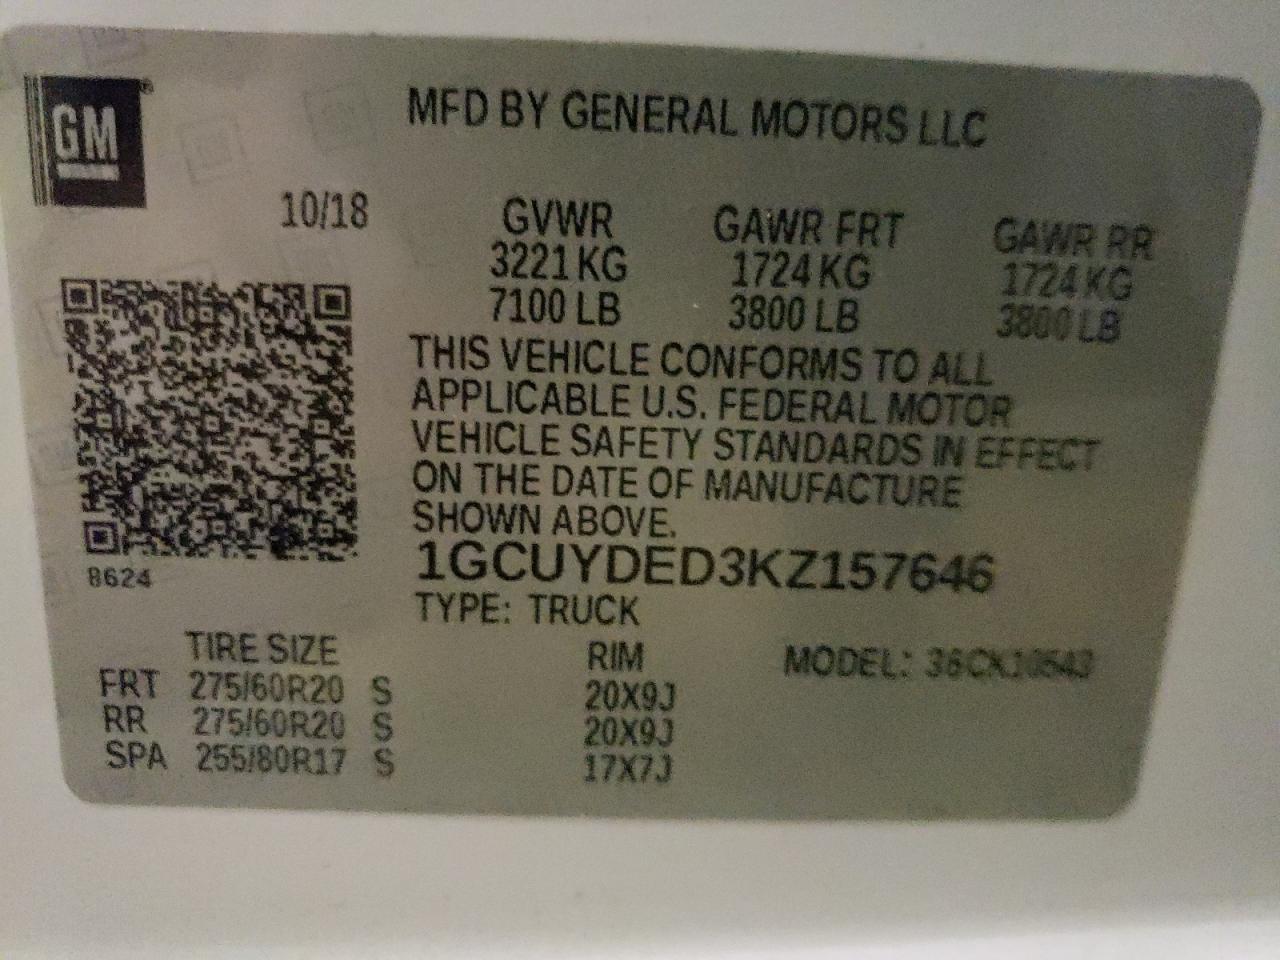 GM
MFD BY GENERAL MOTORS LLC
10/18 GVWR GAWR FRT GAWR RR
3221 KG 1724 KG 1724 KG
7100 LB 3800 LB 3800 LB
THIS VEHICLE CONFORMS TO ALL
APPLICABLE U.S. FEDERAL MOTOR
VEHICLE SAFETY STANDARDS IN EFFECT
ON THE DATE OF MANUFACTURE
SHOWN ABOVE.
8624
1GCUYDED3KZ157646
TYPE: TRUCK
TIRE SIZE RIM MODEL:
FRT 275/60R20 S 20X9J
RR 275/60R20 S 20X9J
SPA 255/80R17 S 17X7J